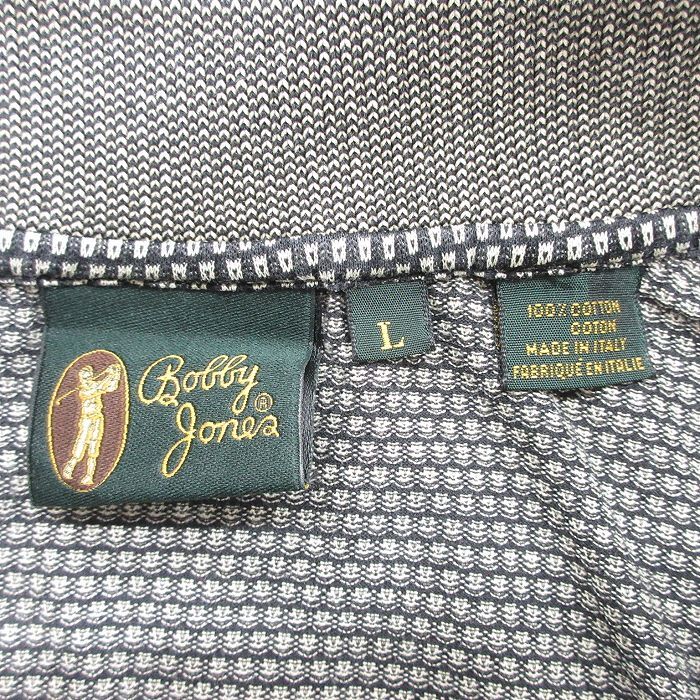 Bobby
Jones®
L
100% COTTON
COTON
MADE IN ITALY
FABRIQUÉ EN ITALIE